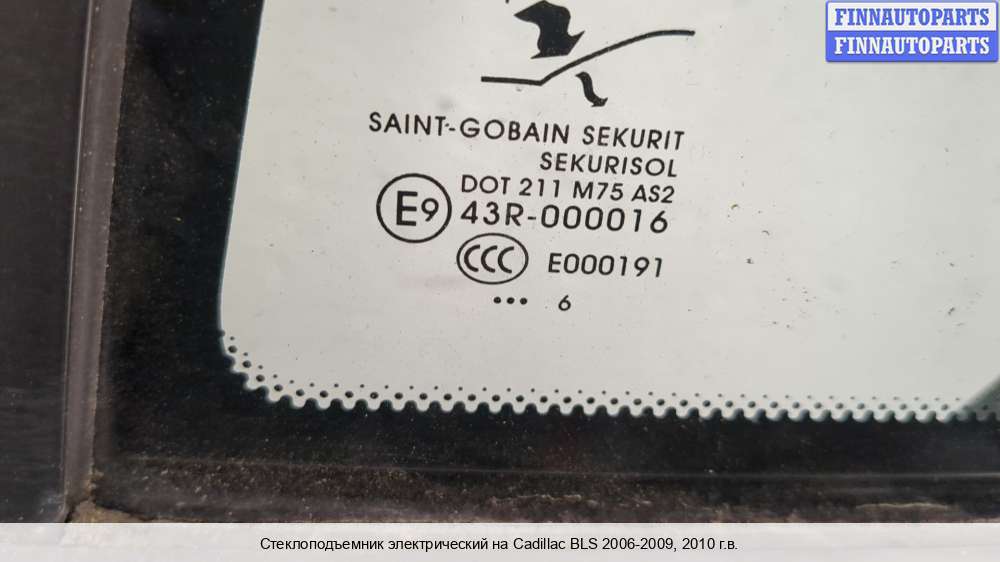 FINNAUTOPARTS
FINNAUTOPARTS
SAINT-GOBAIN SEKURIT
SEKURISOL
DOT 211 M75 AS2
E9 43R-000016
CCC E000191
••• 6
Стеклоподъемник электрический на Cadillac BLS 2006-2009, 2010 г.в.